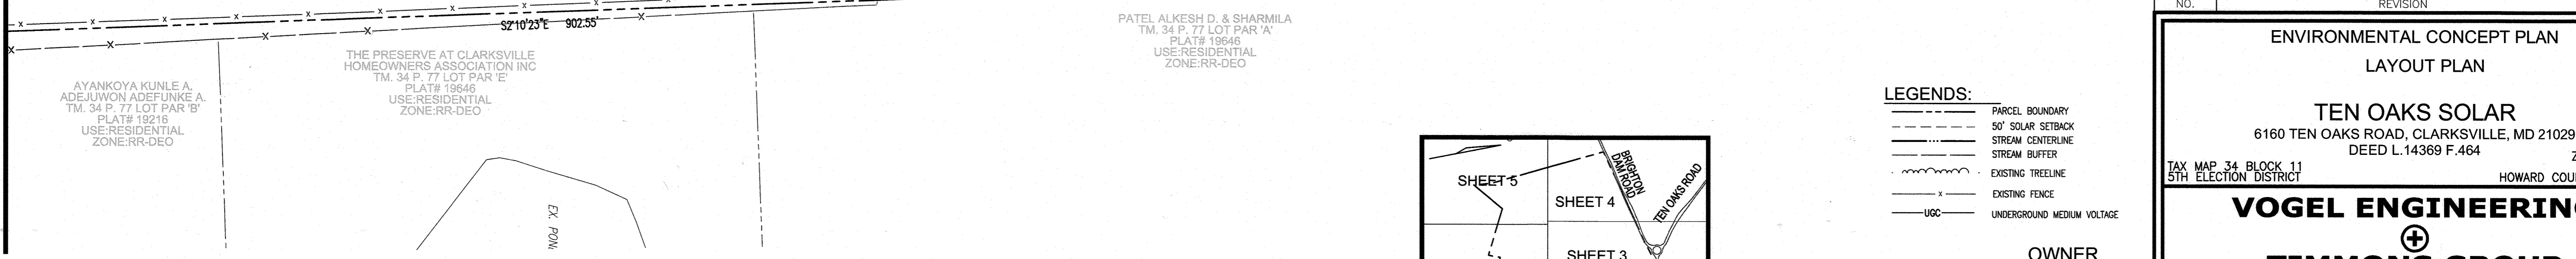 S2°10'23"E 902.55'
AYANKOYA KUNLE A.
ADEJUWON ADEFUNKE A.
TM. 34 P. 77 LOT PAR 'B'
PLAT# 19216
USE:RESIDENTIAL
ZONE:RR-DEO
THE PRESERVE AT CLARKSVILLE
HOMEOWNERS ASSOCIATION INC
TM. 34 P. 77 LOT PAR 'E'
PLAT# 19646
USE:RESIDENTIAL
ZONE:RR-DEO
EX.
PATEL ALKESH D. & SHARMILA
TM. 34 P. 77 LOT PAR 'A'
PLAT# 19646
USE:RESIDENTIAL
ZONE:RR-DEO
SHEET 5
SHEET 4
SHEET 3
BRIGHTON
DAM ROAD
TEN OAKS ROAD
LEGENDS:
PARCEL BOUNDARY
50' SOLAR SETBACK
STREAM CENTERLINE
STREAM BUFFER
EXISTING TREELINE
EXISTING FENCE
UGC UNDERGROUND MEDIUM VOLTAGE
OWNER
NO. REVISION
ENVIRONMENTAL CONCEPT PLAN
LAYOUT PLAN
TEN OAKS SOLAR
6160 TEN OAKS ROAD, CLARKSVILLE, MD 21029
DEED L.14369 F.464
TAX MAP 34 BLOCK 11
5TH ELECTION DISTRICT HOWARD
VOGEL ENGINEERING
TIMMONS GROUP